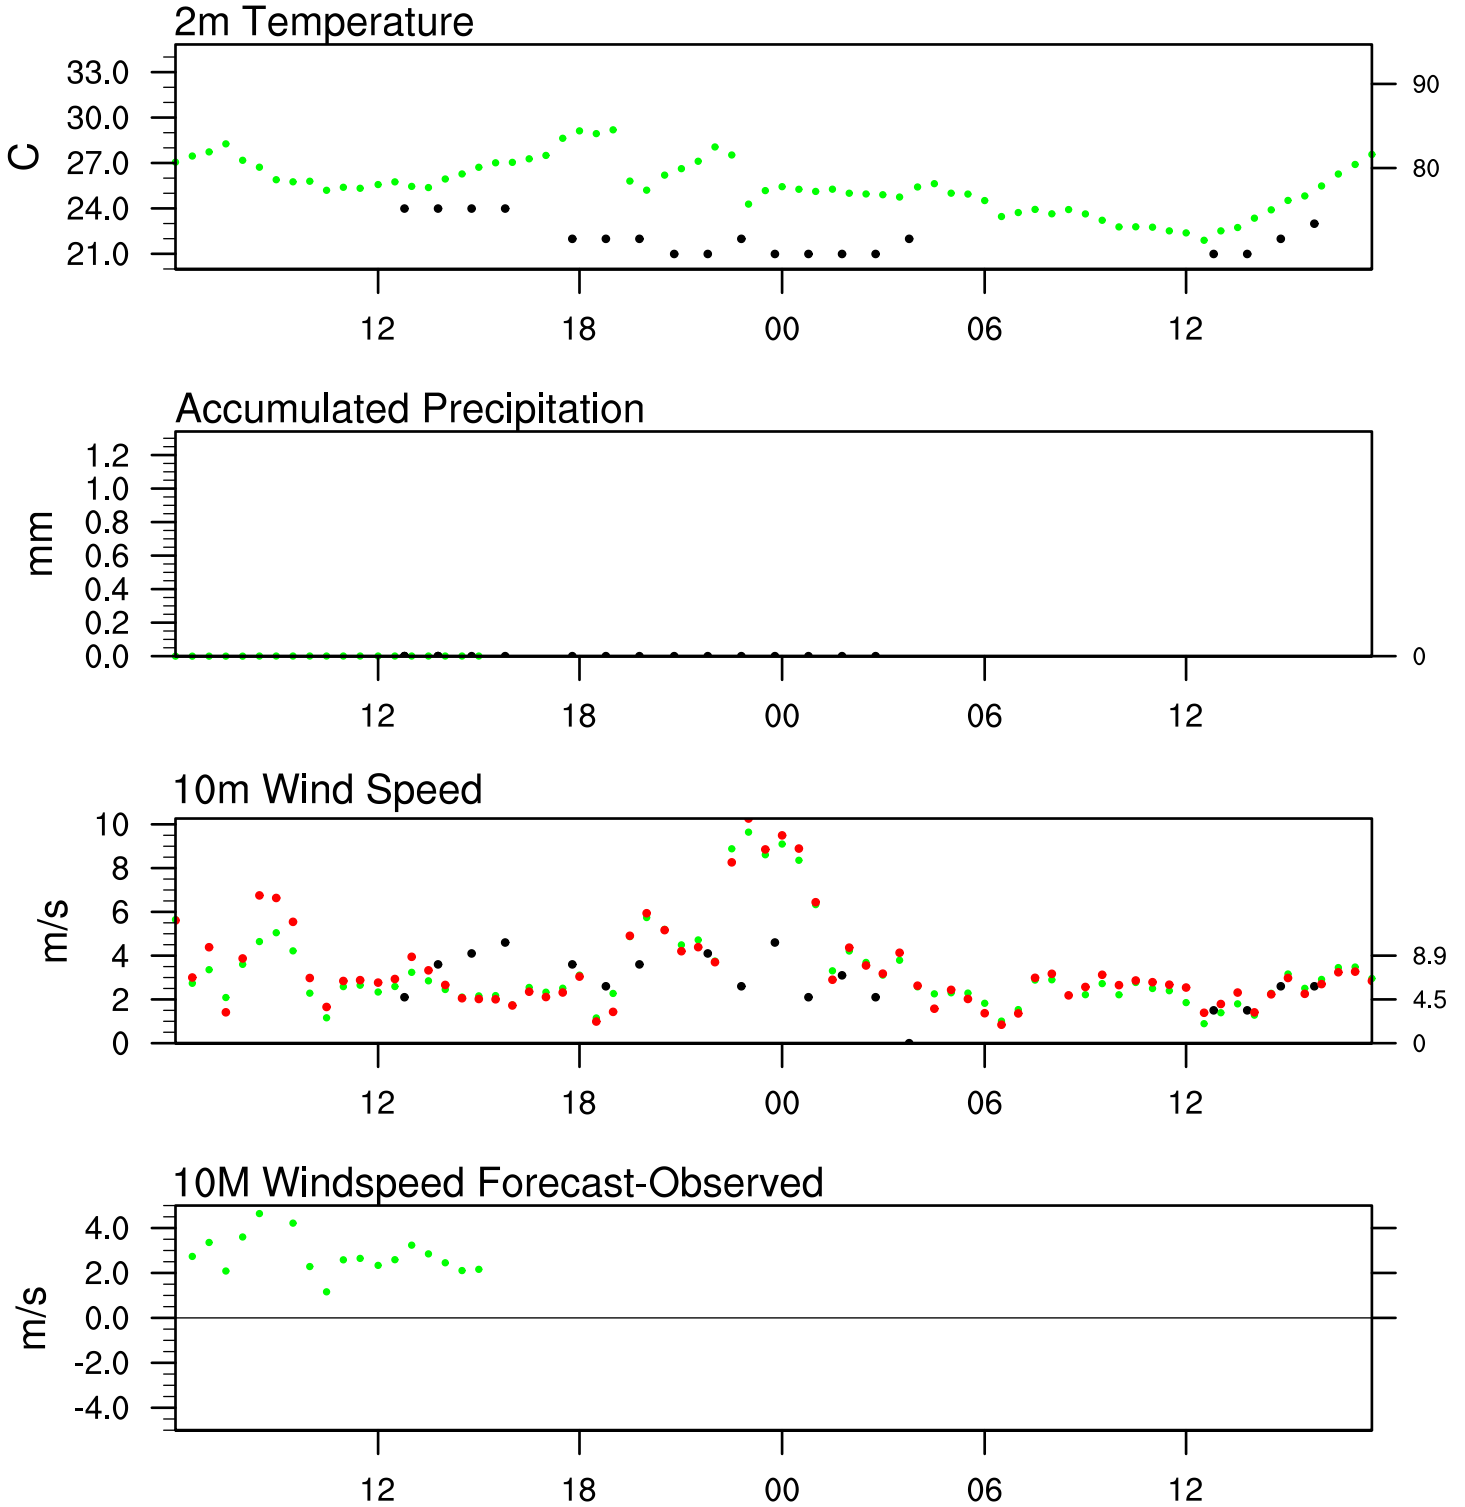 2m Temperature
C
33.0
30.0
27.0
24.0
21.0
90
80
12 18 00 06 12
Accumulated Precipitation
mm
1.2
1.0
0.8
0.6
0.4
0.2
0.0
0
12 18 00 06 12
10m Wind Speed
m/s
10
8
6
4
2
0
8.9
4.5
0
12 18 00 06 12
10M Windspeed Forecast-Observed
m/s
4.0
2.0
0.0
-2.0
-4.0
12 18 00 06 12